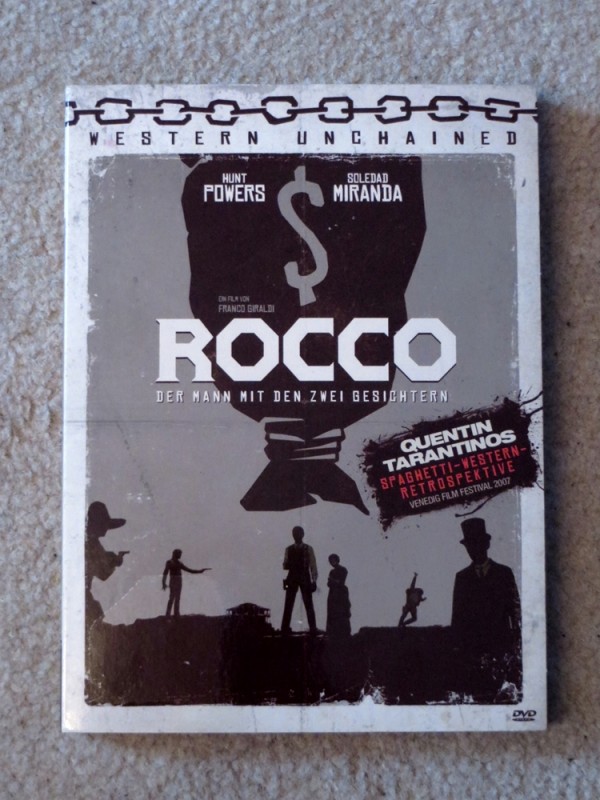 WESTERN UNCHAINED
HUNT
POWERS
SOLEDAD
MIRANDA
$
EIN FILM VON
FRANCO GIRALDI
ROCCO
DER MANN MIT DEN ZWEI GESICHTERN
QUENTIN
TARANTINOS
SPAGHETTI-WESTERN-
RETROSPEKTIVE
VENEDIG FILM FESTIVAL 2007
DVD